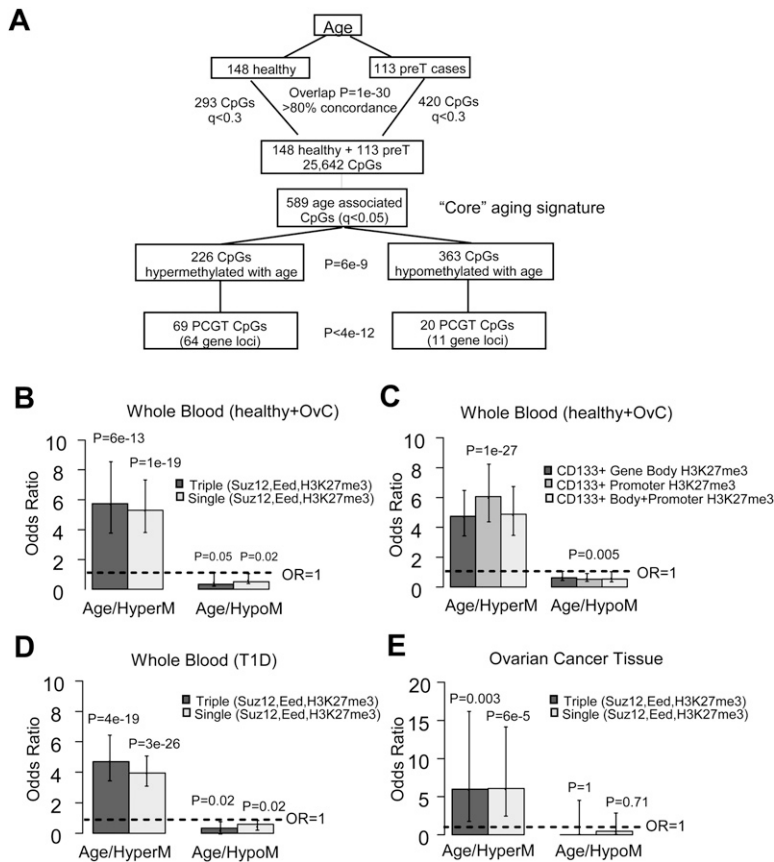 A
Age
148 healthy
113 preT cases
293 CpGs
q<0.3
Overlap P=1e-30
>80% concordance
420 CpGs
q<0.3
148 healthy + 113 preT
25,642 CpGs
589 age associated
CpGs (q<0.05)
“Core” aging signature
226 CpGs
hypermethylated with age
P=6e-9
363 CpGs
hypomethylated with age
69 PCGT CpGs
(64 gene loci)
P<4e-12
20 PCGT CpGs
(11 gene loci)
B
Whole Blood (healthy+OvC)
Odds Ratio
10
8
6
4
2
0
P=6e-13
P=1e-19
Triple (Suz12,Eed,H3K27me3)
Single (Suz12,Eed,H3K27me3)
P=0.05
P=0.02
OR=1
Age/HyperM
Age/HypoM
C
Whole Blood (healthy+OvC)
Odds Ratio
10
8
6
4
2
0
P=1e-27
CD133+ Gene Body H3K27me3
CD133+ Promoter H3K27me3
CD133+ Body+Promoter H3K27me3
P=0.005
OR=1
Age/HyperM
Age/HypoM
D
Whole Blood (T1D)
Odds Ratio
10
8
6
4
2
0
P=4e-19
P=3e-26
Triple (Suz12,Eed,H3K27me3)
Single (Suz12,Eed,H3K27me3)
P=0.02
P=0.02
OR=1
Age/HyperM
Age/HypoM
E
Ovarian Cancer Tissue
Odds Ratio
20
15
10
5
0
P=0.003
P=6e-5
Triple (Suz12,Eed,H3K27me3)
Single (Suz12,Eed,H3K27me3)
P=1
P=0.71
OR=1
Age/HyperM
Age/HypoM